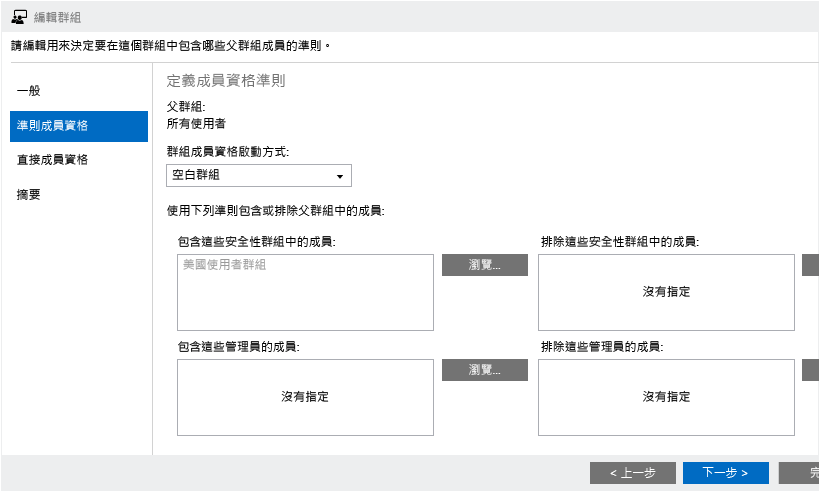 編輯群組
請編輯用來決定要在這個群組中包含哪些父群組成員的準則。
一般
準則成員資格
直接成員資格
摘要
定義成員資格準則
父群組:
所有使用者
群組成員資格啟動方式:
空白群組
使用下列準則包含或排除父群組中的成員:
包含這些安全性群組中的成員:
美國使用者群組
瀏覽...
排除這些安全性群組中的成員:
沒有指定
包含這些管理員的成員:
沒有指定
瀏覽...
排除這些管理員的成員:
沒有指定
< 上一步
下一步 >